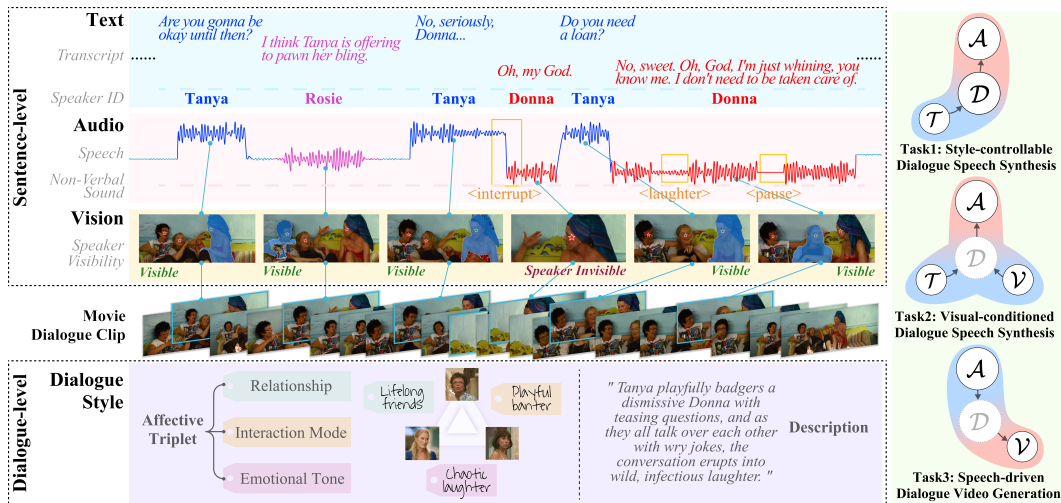 Sentence-level
Text
Transcript
......
Are you gonna be
okay until then?
I think Tanya is offering
to pawn her bling.
No, seriously,
Donna...
Oh, my God.
Do you need
a loan?
No, sweet. Oh, God, I'm just whining, you
know me. I don't need to be taken care of.
......
Speaker ID
Tanya
Rosie
Tanya
Donna
Tanya
Donna
Audio
Speech
Non-Verbal
Sound
<interrupt>
<laughter>
<pause>
Vision
Speaker
Visibility
Visible
Visible
Visible
Speaker Invisible
Visible
Visible
Movie
Dialogue Clip
Dialogue-level
Dialogue
Style
Affective
Triplet
Relationship
Interaction Mode
Emotional Tone
Lifelong
friends
Playful
banter
Chaotic
laughter
" Tanya playfully badgers a
dismissive Donna with
teasing questions, and as
they all talk over each other
with wry jokes, the
conversation erupts into
wild, infectious laughter. "
Description
A
D
T
Task1: Style-controllable
Dialogue Speech Synthesis
A
D
T
V
Task2: Visual-conditioned
Dialogue Speech Synthesis
A
D
V
Task3: Speech-driven
Dialogue Video Generation